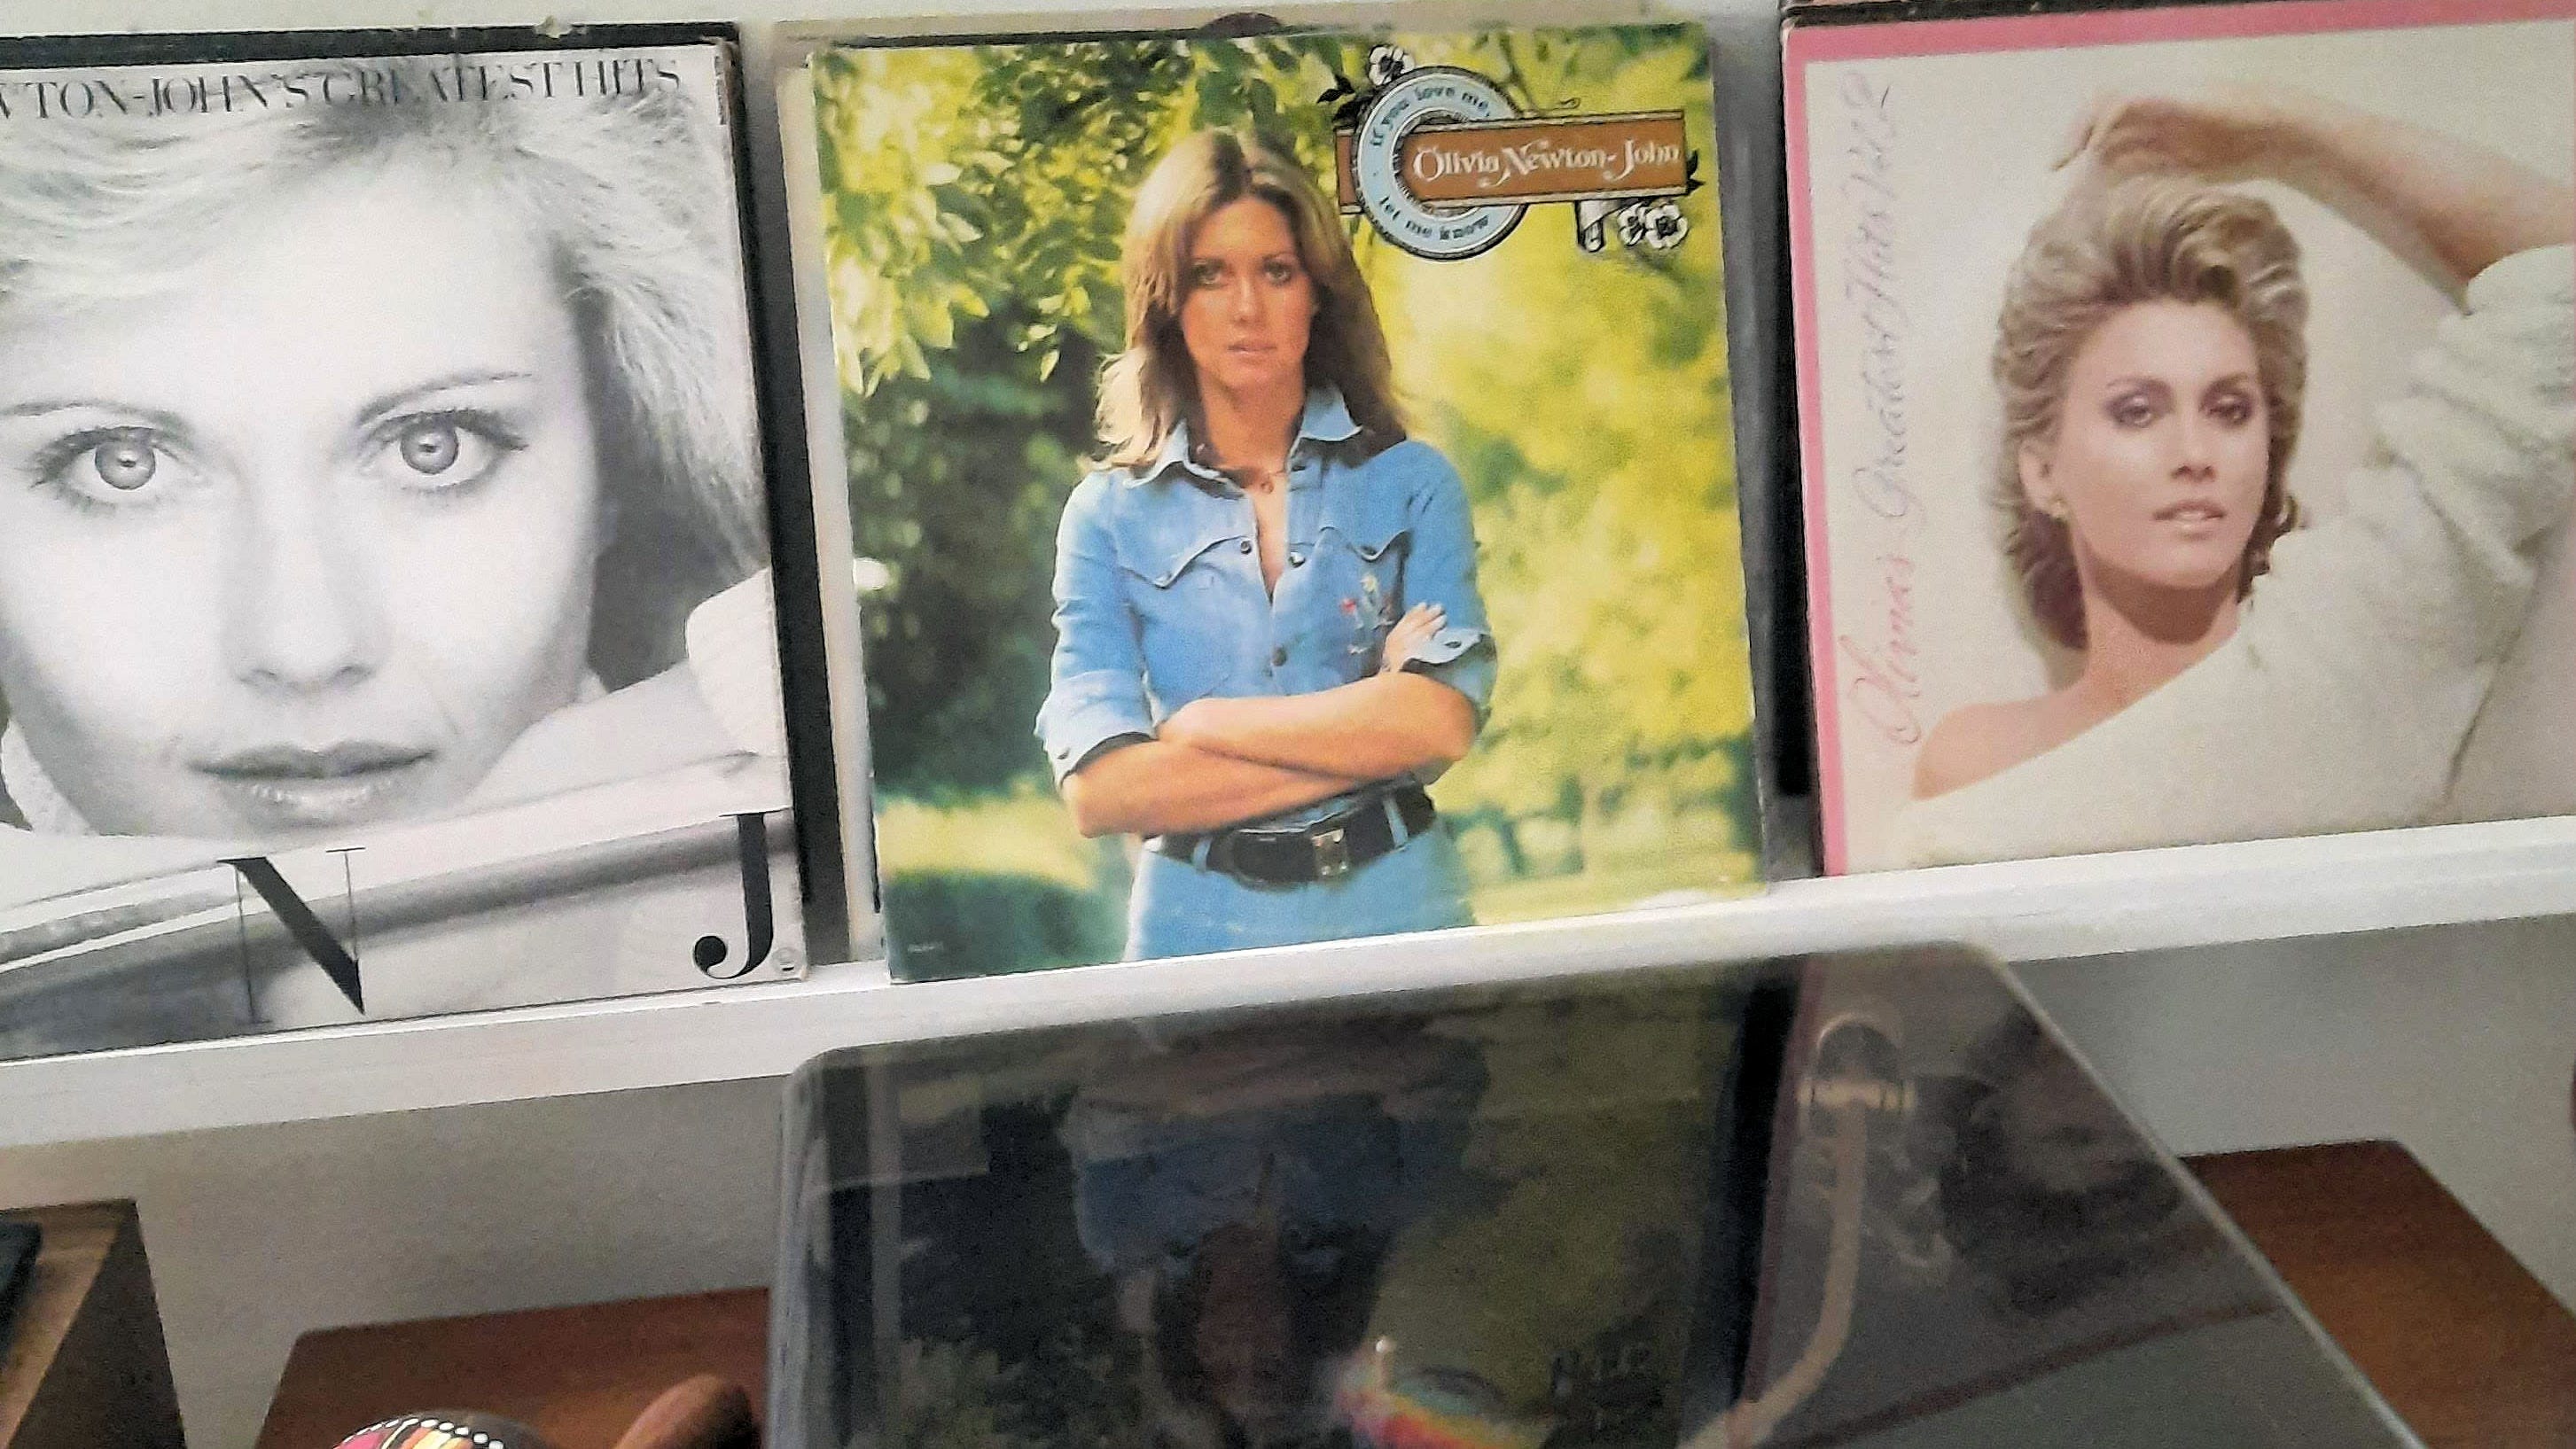 WTON-JOHN'S GREATEST HITS
N J
if you love me,
Olivia Newton-John
let me know
Olivia's Greatest Hits Vol. 2